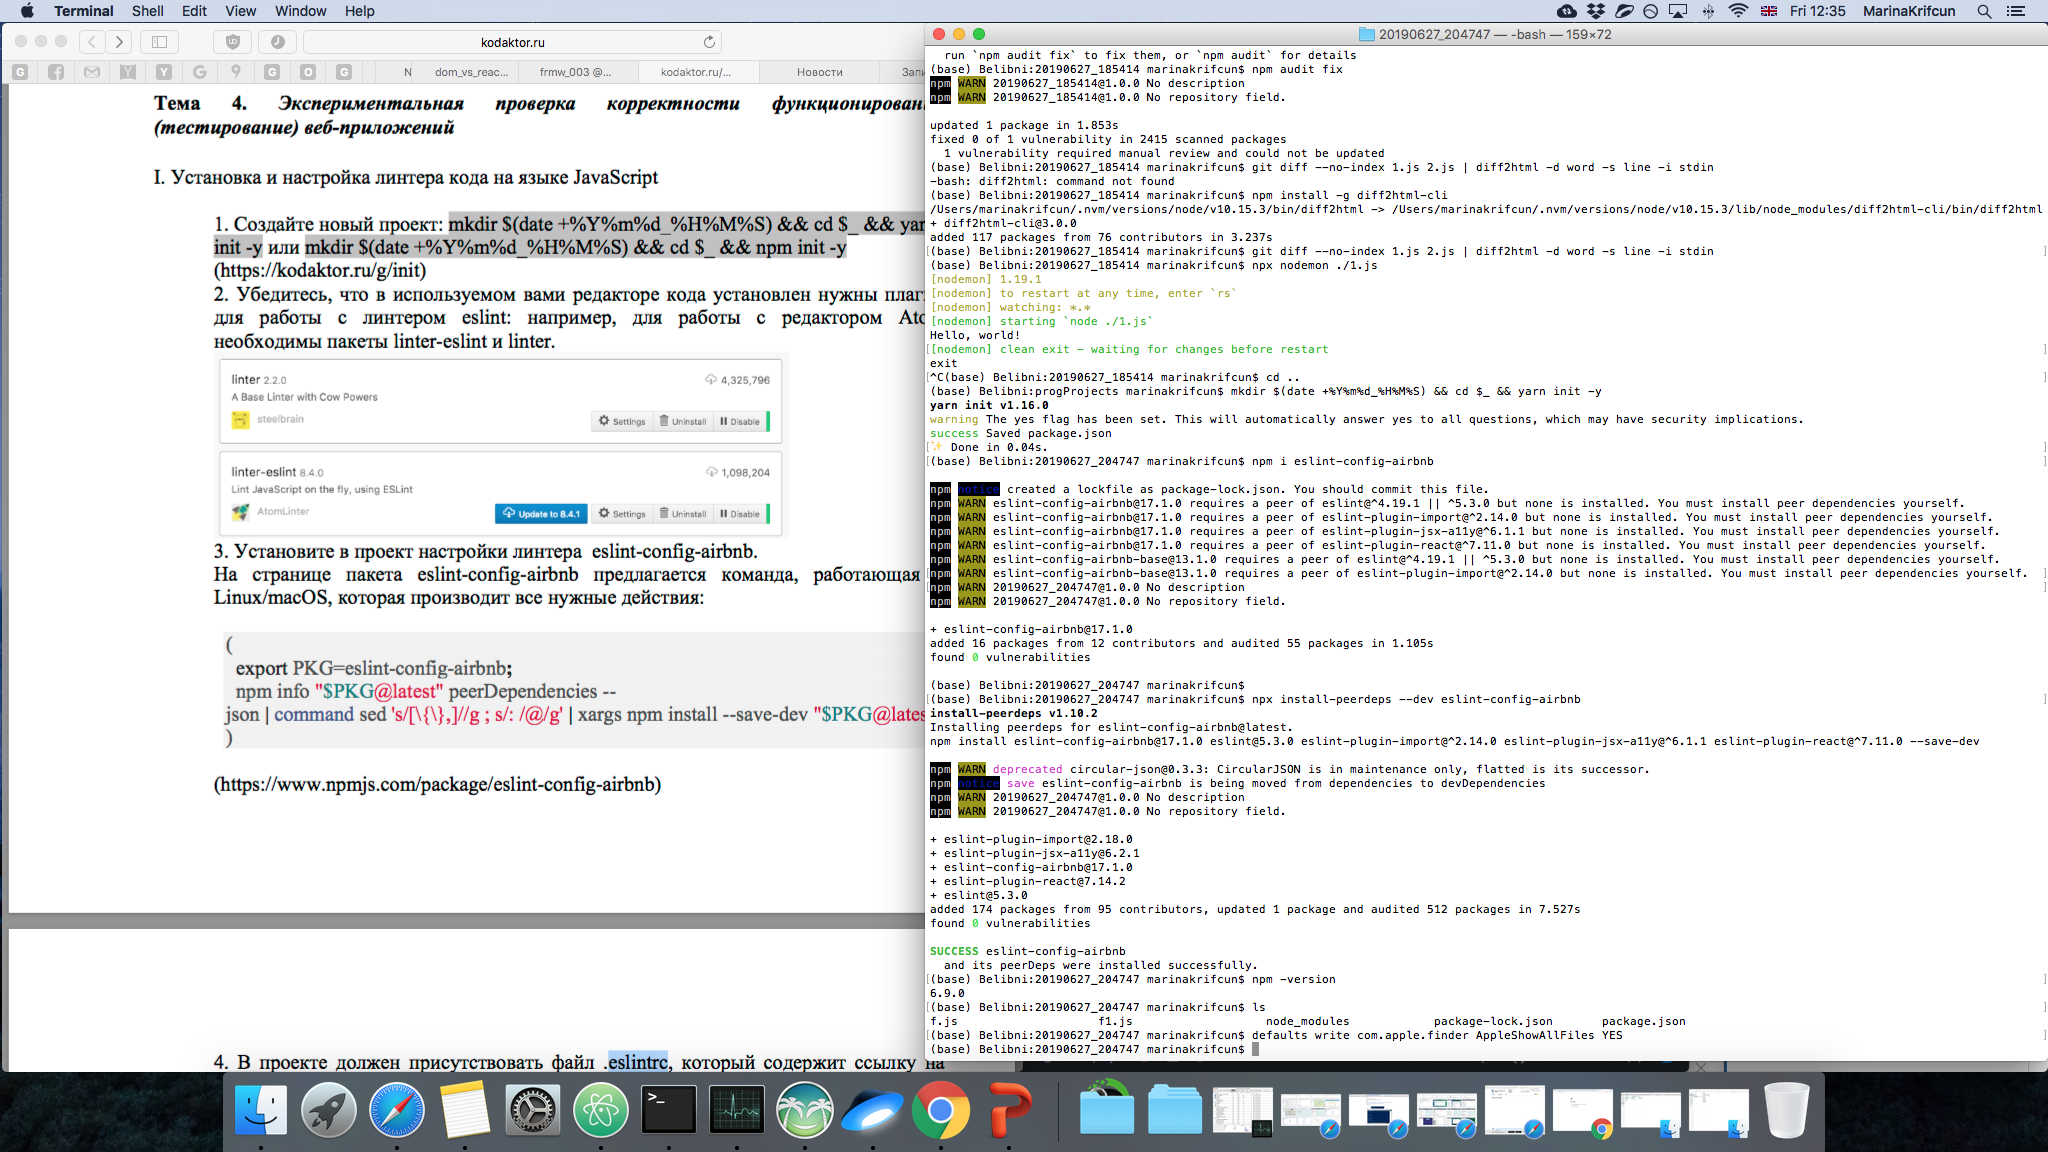 Terminal Shell Edit View Window Help
Fri 12:35 MarinaKrifcun
kodaktor.ru
N dom_vs_reac... frmw_003 @... kodaktor.ru/... Новости Запи
Тема 4. Экспериментальная проверка корректности функционирован
(тестирование) веб-приложений
I. Установка и настройка линтера кода на языке JavaScript
1. Создайте новый проект: mkdir $(date +%Y%m%d_%H%M%S) && cd $_ && yar
init -y или mkdir $(date +%Y%m%d_%H%M%S) && cd $_ && npm init -y
(https://kodaktor.ru/g/init)
2. Убедитесь, что в используемом вами редакторе кода установлен нужны плаг
для работы с линтером eslint: например, для работы с редактором Ato
необходимы пакеты linter-eslint и linter.
linter 2.2.0 4,325,796
A Base Linter with Cow Powers
steelbrain Settings Uninstall Disable
linter-eslint 8.4.0 1,098,204
Lint JavaScript on the fly, using ESLint
AtomLinter Update to 8.4.1 Settings Uninstall Disable
3. Установите в проект настройки линтера eslint-config-airbnb.
На странице пакета eslint-config-airbnb предлагается команда, работающая
Linux/macOS, которая производит все нужные действия:
(
export PKG=eslint-config-airbnb;
npm info "$PKG@latest" peerDependencies --
json | command sed 's/[\{\},]//g ; s/: /@/g' | xargs npm install --save-dev "$PKG@lates
)
(https://www.npmjs.com/package/eslint-config-airbnb)
4. В проекте должен присутствовать файл .eslintrc, который содержит ссылку на
20190627_204747 — -bash — 159×72
run `npm audit fix` to fix them, or `npm audit` for details
(base) Belibni:20190627_185414 marinakrifcun$ npm audit fix
npm WARN 20190627_185414@1.0.0 No description
npm WARN 20190627_185414@1.0.0 No repository field.
updated 1 package in 1.853s
fixed 0 of 1 vulnerability in 2415 scanned packages
1 vulnerability required manual review and could not be updated
(base) Belibni:20190627_185414 marinakrifcun$ git diff --no-index 1.js 2.js | diff2html -d word -s line -i stdin
-bash: diff2html: command not found
(base) Belibni:20190627_185414 marinakrifcun$ npm install -g diff2html-cli
/Users/marinakrifcun/.nvm/versions/node/v10.15.3/bin/diff2html -> /Users/marinakrifcun/.nvm/versions/node/v10.15.3/lib/node_modules/diff2html-cli/bin/diff2html
+ diff2html-cli@3.0.0
added 117 packages from 76 contributors in 3.237s
[(base) Belibni:20190627_185414 marinakrifcun$ git diff --no-index 1.js 2.js | diff2html -d word -s line -i stdin ]
(base) Belibni:20190627_185414 marinakrifcun$ npx nodemon ./1.js
[nodemon] 1.19.1
[nodemon] to restart at any time, enter `rs`
[nodemon] watching: *.*
[nodemon] starting `node ./1.js`
Hello, world!
[[nodemon] clean exit - waiting for changes before restart ]
exit
[^C(base) Belibni:20190627_185414 marinakrifcun$ cd .. ]
(base) Belibni:progProjects marinakrifcun$ mkdir $(date +%Y%m%d_%H%M%S) && cd $_ && yarn init -y
yarn init v1.16.0
warning The yes flag has been set. This will automatically answer yes to all questions, which may have security implications.
success Saved package.json
[✨ Done in 0.04s. ]
[(base) Belibni:20190627_204747 marinakrifcun$ npm i eslint-config-airbnb ]
npm notice created a lockfile as package-lock.json. You should commit this file.
npm WARN eslint-config-airbnb@17.1.0 requires a peer of eslint@^4.19.1 || ^5.3.0 but none is installed. You must install peer dependencies yourself.
npm WARN eslint-config-airbnb@17.1.0 requires a peer of eslint-plugin-import@^2.14.0 but none is installed. You must install peer dependencies yourself.
npm WARN eslint-config-airbnb@17.1.0 requires a peer of eslint-plugin-jsx-a11y@^6.1.1 but none is installed. You must install peer dependencies yourself.
npm WARN eslint-config-airbnb@17.1.0 requires a peer of eslint-plugin-react@^7.11.0 but none is installed. You must install peer dependencies yourself.
npm WARN eslint-config-airbnb-base@13.1.0 requires a peer of eslint@^4.19.1 || ^5.3.0 but none is installed. You must install peer dependencies yourself.
[npm WARN eslint-config-airbnb-base@13.1.0 requires a peer of eslint-plugin-import@^2.14.0 but none is installed. You must install peer dependencies yourself. ]
[npm WARN 20190627_204747@1.0.0 No description ]
npm WARN 20190627_204747@1.0.0 No repository field.
+ eslint-config-airbnb@17.1.0
added 16 packages from 12 contributors and audited 55 packages in 1.105s
found 0 vulnerabilities
(base) Belibni:20190627_204747 marinakrifcun$
[(base) Belibni:20190627_204747 marinakrifcun$ npx install-peerdeps --dev eslint-config-airbnb ]
install-peerdeps v1.10.2
Installing peerdeps for eslint-config-airbnb@latest.
npm install eslint-config-airbnb@17.1.0 eslint@5.3.0 eslint-plugin-import@^2.14.0 eslint-plugin-jsx-a11y@^6.1.1 eslint-plugin-react@^7.11.0 --save-dev
npm WARN deprecated circular-json@0.3.3: CircularJSON is in maintenance only, flatted is its successor.
npm notice save eslint-config-airbnb is being moved from dependencies to devDependencies
npm WARN 20190627_204747@1.0.0 No description
npm WARN 20190627_204747@1.0.0 No repository field.
+ eslint-plugin-import@2.18.0
+ eslint-plugin-jsx-a11y@6.2.1
+ eslint-config-airbnb@17.1.0
+ eslint-plugin-react@7.14.2
+ eslint@5.3.0
added 174 packages from 95 contributors, updated 1 package and audited 512 packages in 7.527s
found 0 vulnerabilities
SUCCESS eslint-config-airbnb
and its peerDeps were installed successfully.
[(base) Belibni:20190627_204747 marinakrifcun$ npm -version ]
6.9.0
[(base) Belibni:20190627_204747 marinakrifcun$ ls ]
f.js f1.js node_modules package-lock.json package.json
[(base) Belibni:20190627_204747 marinakrifcun$ defaults write com.apple.finder AppleShowAllFiles YES ]
(base) Belibni:20190627_204747 marinakrifcun$